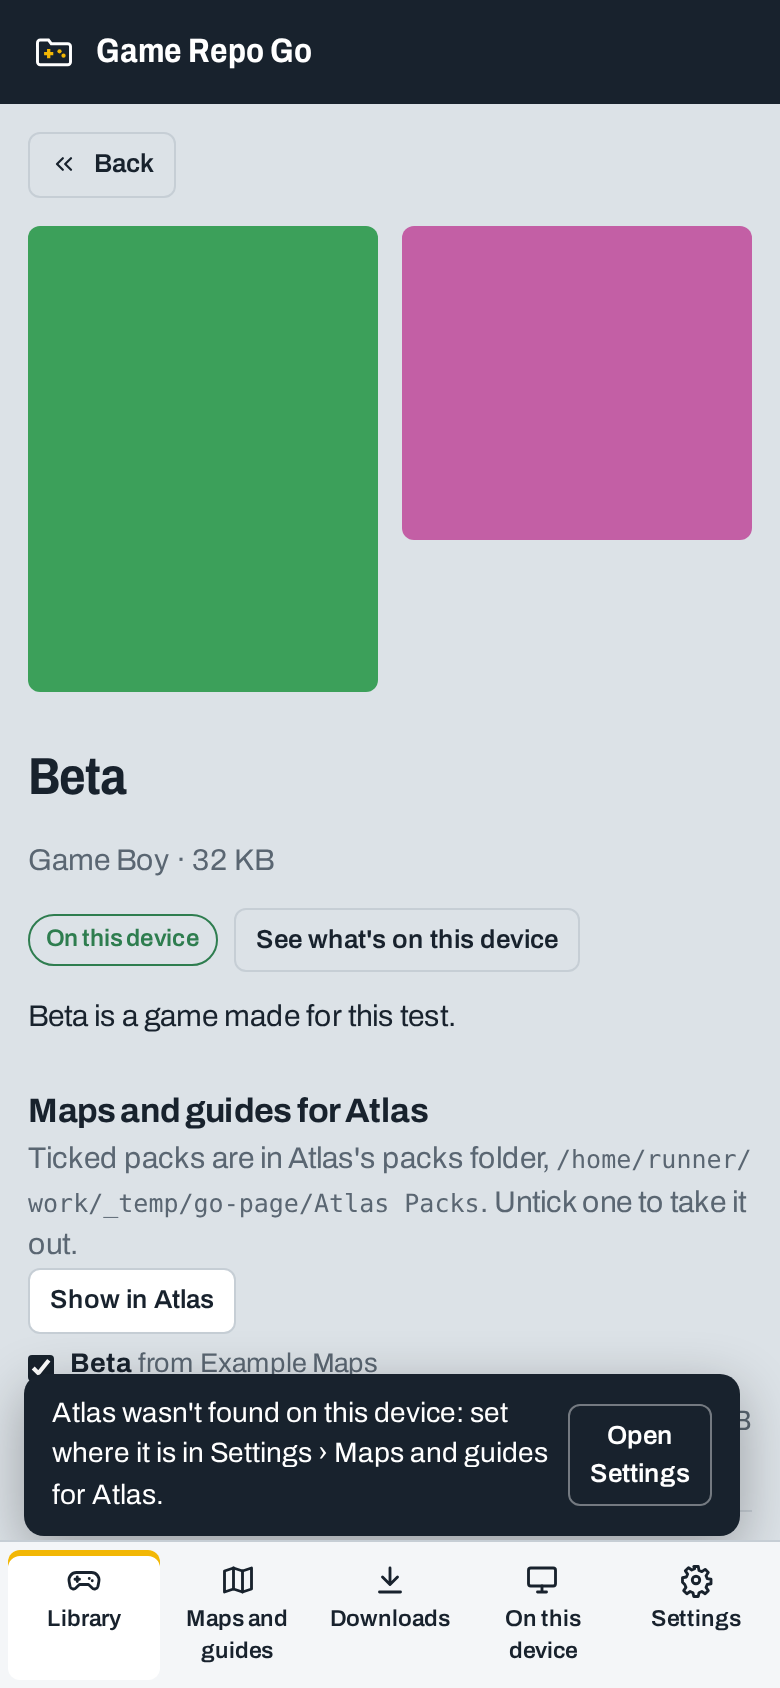 Game Repo Go
Back
Beta
Game Boy · 32 KB
On this device
See what's on this device
Beta is a game made for this test.
Maps and guides for Atlas
Ticked packs are in Atlas's packs folder, /home/runner/
work/_temp/go-page/Atlas Packs. Untick one to take it
out.
Show in Atlas
Beta from Example Maps
Atlas wasn't found on this device: set
where it is in Settings › Maps and guides
for Atlas.
Open
Settings
Library
Maps and
guides
Downloads
On this
device
Settings